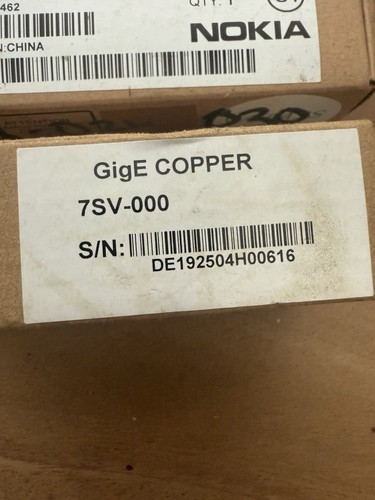 462
QTY: 1
N:CHINA
NOKIA
GigE COPPER
7SV-000
S/N:
DE192504H00616